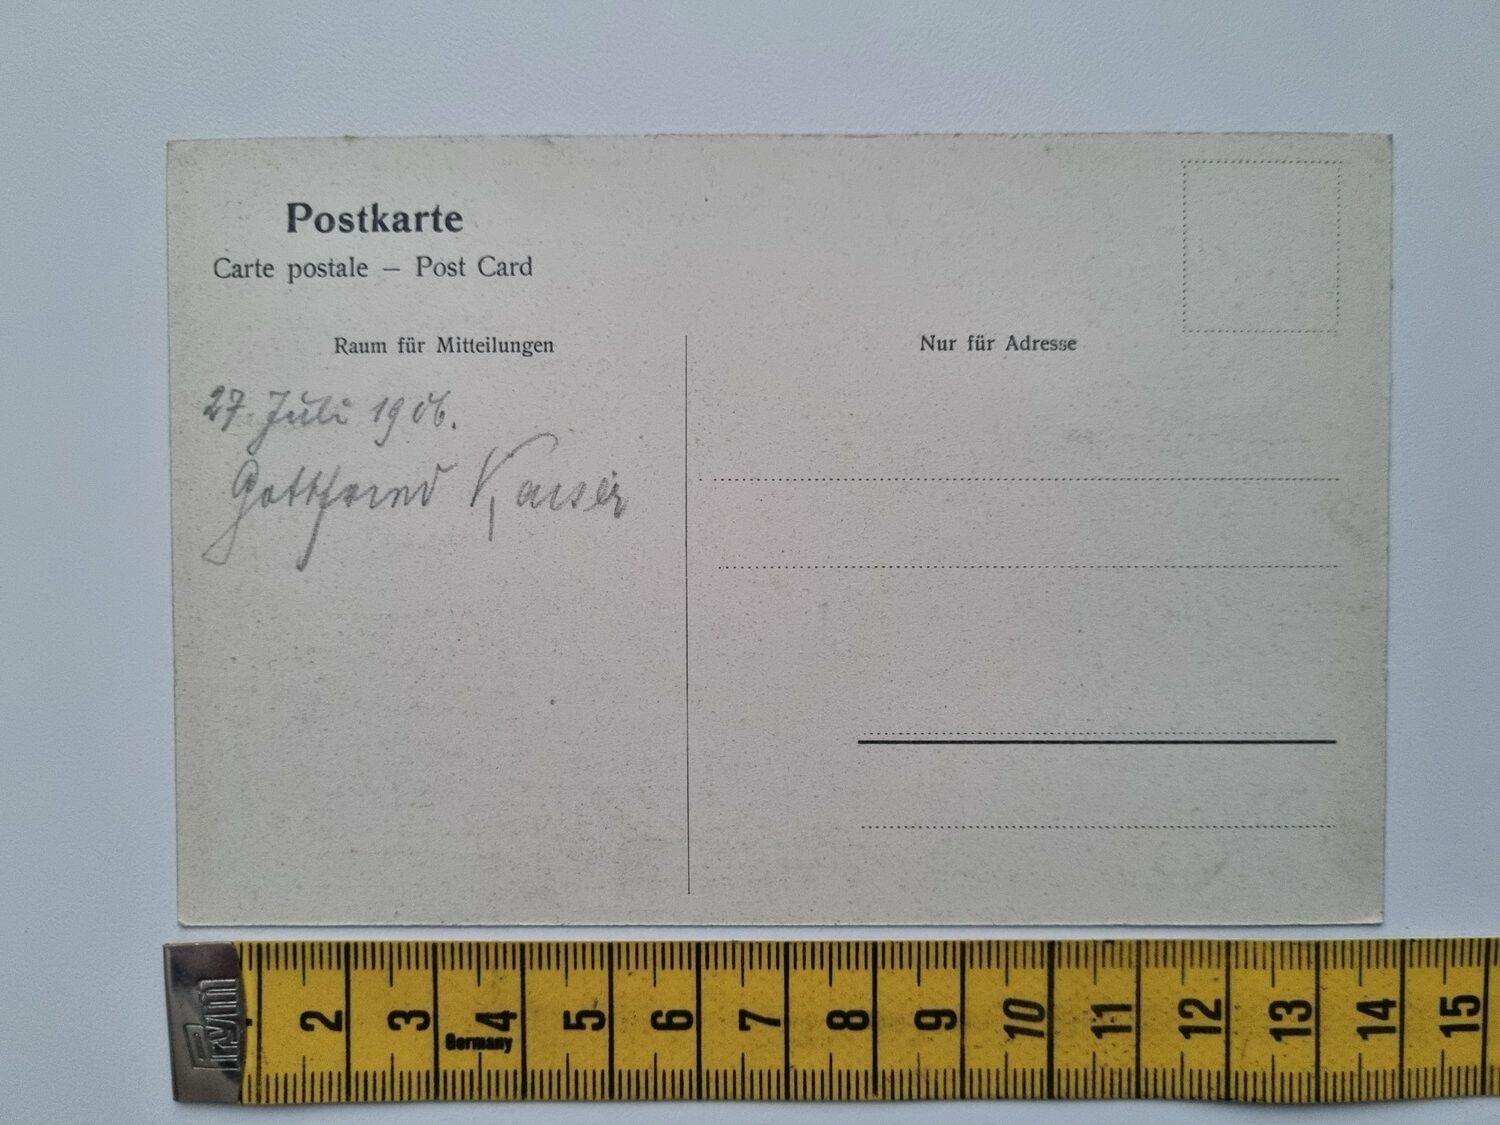 Postkarte
Carte postale – Post Card
Raum für Mitteilungen
Nur für Adresse
27. Juli 1906.
Gottfried Kaiser
Prym
2 3 4 5 6 7 8 9 10 11 12 13 14 15
Germany